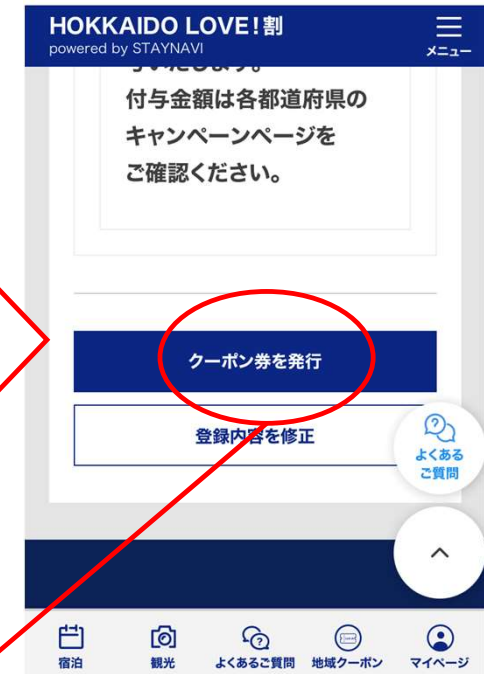 HOKKAIDO LOVE!割
powered by STAYNAVI
メニュー
付与金額は各都道府県の
キャンペーンページを
ご確認ください。
クーポン券を発行
登録内容を修正
よくある
ご質問
宿泊
観光
よくあるご質問
地域クーポン
マイページ